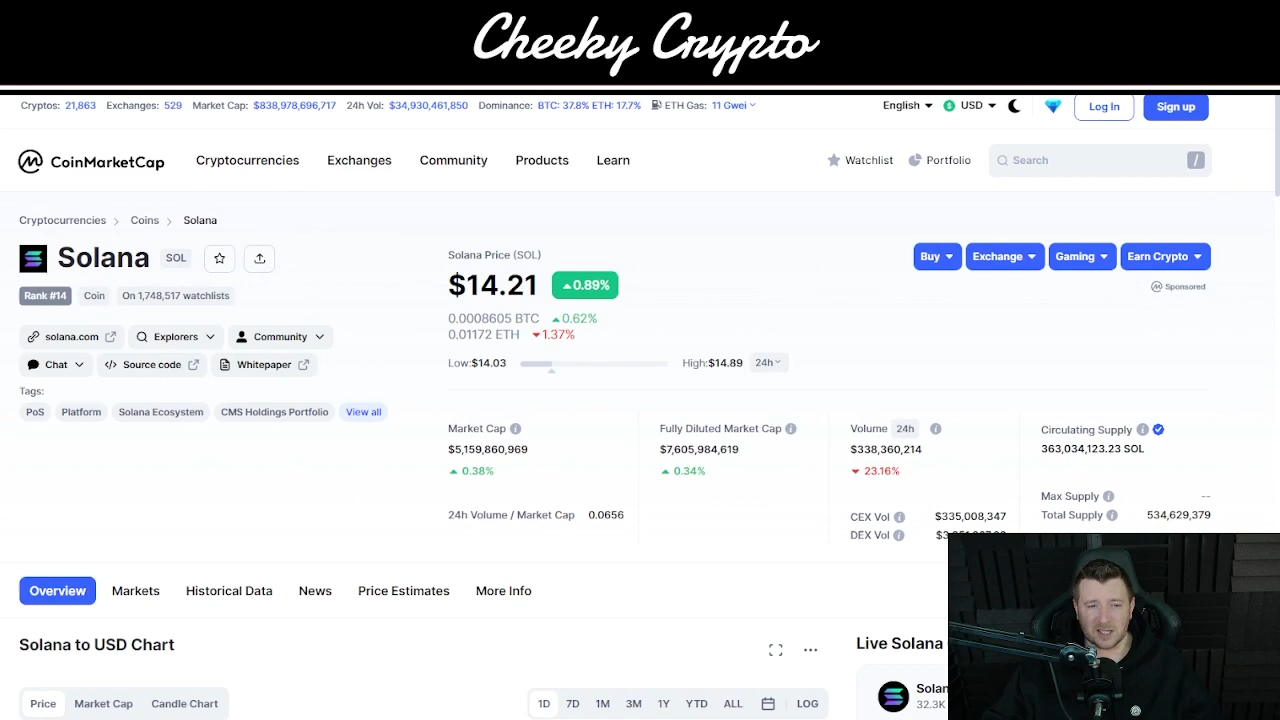 Cheeky Crypto
Cryptos: 21,863 Exchanges: 529 Market Cap: $838,978,696,717 24h Vol: $34,930,461,850 Dominance: BTC: 37.8% ETH: 17.7% ETH Gas: 11 Gwei English USD Log In Sign up
CoinMarketCap Cryptocurrencies Exchanges Community Products Learn Watchlist Portfolio Search /
Cryptocurrencies Coins Solana
Solana SOL
Rank #14 Coin On 1,748,517 watchlists
solana.com Explorers Community
Chat Source code Whitepaper
Tags:
PoS Platform Solana Ecosystem CMS Holdings Portfolio View all
Solana Price (SOL)
$14.21 0.89%
0.0008605 BTC 0.62%
0.01172 ETH 1.37%
Low:$14.03 High:$14.89 24h
Buy Exchange Gaming Earn Crypto
Sponsored
Market Cap
$5,159,860,969
0.38%
24h Volume / Market Cap 0.0656
Fully Diluted Market Cap
$7,605,984,619
0.34%
Volume 24h
$338,360,214
23.16%
CEX Vol $335,008,347
DEX Vol
Circulating Supply
363,034,123.23 SOL
Max Supply --
Total Supply 534,629,379
Overview Markets Historical Data News Price Estimates More Info
Solana to USD Chart
Price Market Cap Candle Chart 1D 7D 1M 3M 1Y YTD ALL LOG
Live Solana
Solan
32.3K